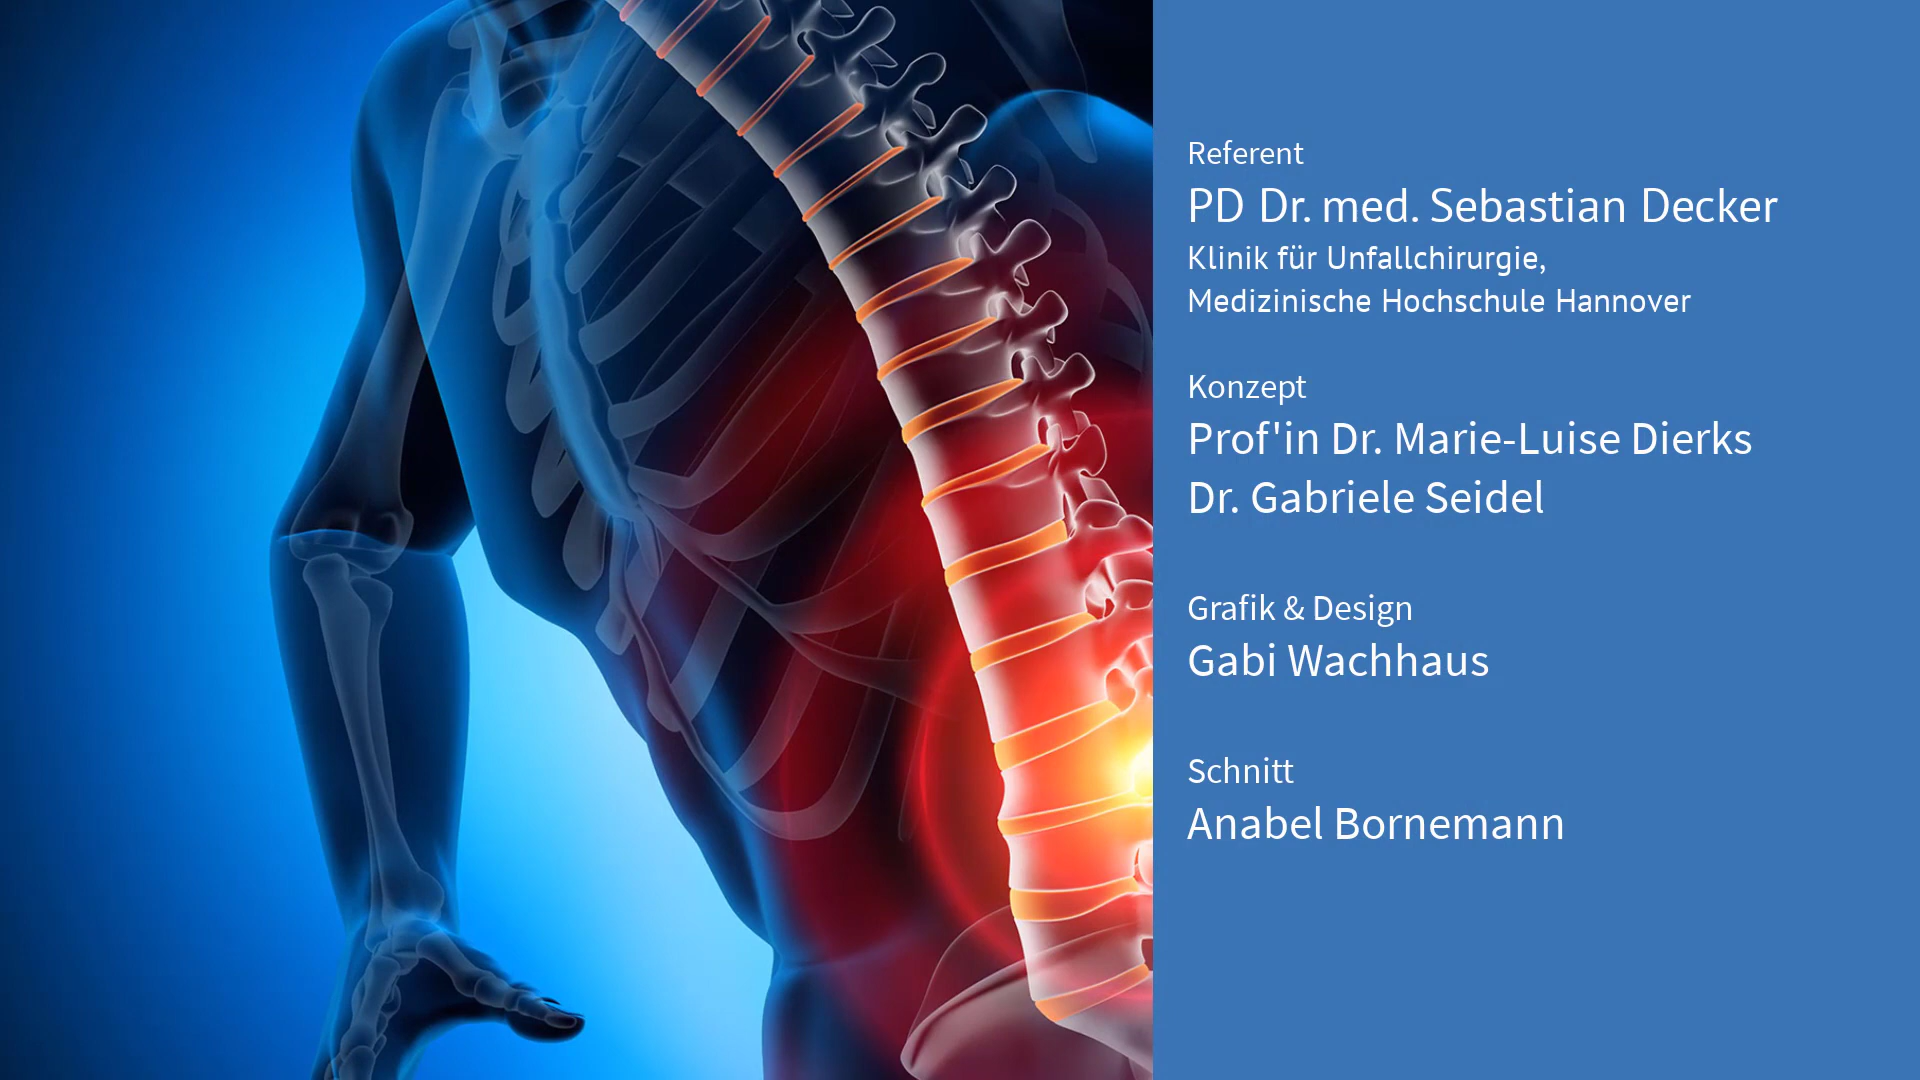 Referent
PD Dr. med. Sebastian Decker
Klinik für Unfallchirurgie,
Medizinische Hochschule Hannover
Konzept
Prof'in Dr. Marie-Luise Dierks
Dr. Gabriele Seidel
Grafik & Design
Gabi Wachhaus
Schnitt
Anabel Bornemann